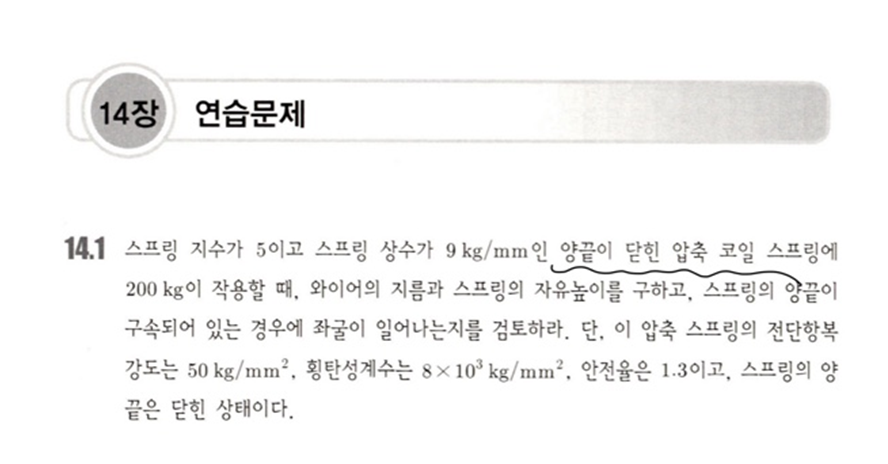 14장 연습문제
14.1 스프링 지수가 5이고 스프링 상수가 9 kg/mm인 양끝이 닫힌 압축 코일 스프링에
200 kg이 작용할 때, 와이어의 지름과 스프링의 자유높이를 구하고, 스프링의 양끝이
구속되어 있는 경우에 좌굴이 일어나는지를 검토하라. 단, 이 압축 스프링의 전단항복
강도는 50 kg/mm², 횡탄성계수는 8×10³ kg/mm², 안전율은 1.3이고, 스프링의 양
끝은 닫힌 상태이다.